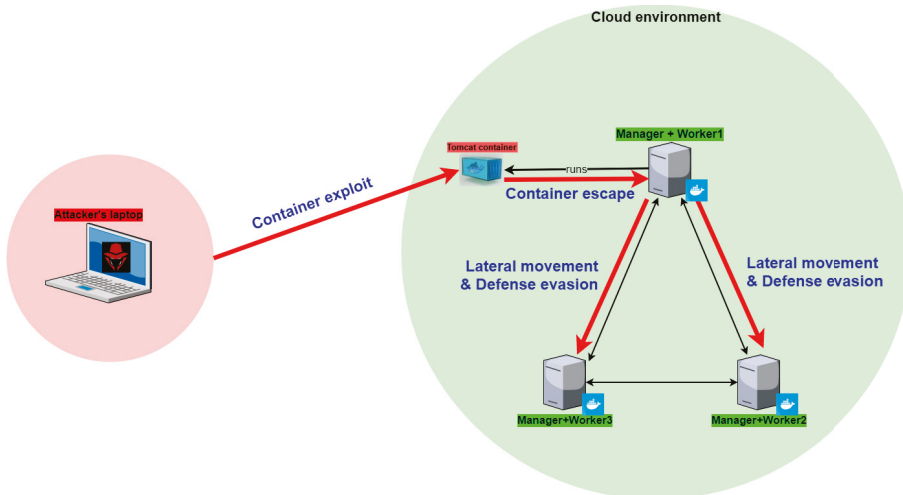 Cloud environment
Manager + Worker1
Tomcat container
runs
Container escape
Container exploit
Attacker's laptop
Lateral movement
& Defense evasion
Lateral movement
& Defense evasion
Manager+Worker3
Manager+Worker2